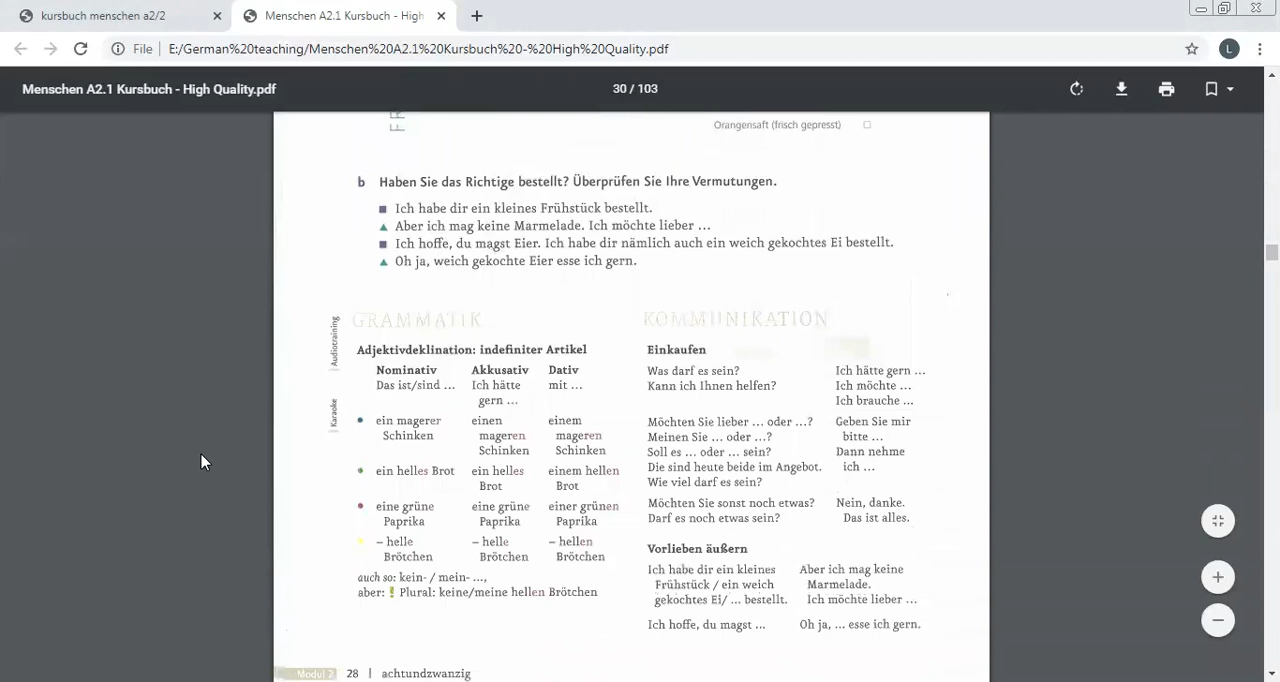 kursbuch menschen a2/2
Menschen A2.1 Kursbuch - High
File
E:/German%20teaching/Menschen%20A2.1%20Kursbuch%20-%20High%20Quality.pdf
L
Menschen A2.1 Kursbuch - High Quality.pdf
30 / 103
Orangensaft (frisch gepresst)
b Haben Sie das Richtige bestellt? Überprüfen Sie Ihre Vermutungen.
Ich habe dir ein kleines Frühstück bestellt.
Aber ich mag keine Marmelade. Ich möchte lieber ...
Ich hoffe, du magst Eier. Ich habe dir nämlich auch ein weich gekochtes Ei bestellt.
Oh ja, weich gekochte Eier esse ich gern.
Audiotraining
Karaoke
GRAMMATIK
Adjektivdeklination: indefiniter Artikel
Nominativ Akkusativ Dativ
Das ist/sind ... Ich hätte mit ...
gern ...
ein magerer einen einem
Schinken mageren mageren
Schinken Schinken
ein helles Brot ein helles einem hellen
Brot Brot
eine grüne eine grüne einer grünen
Paprika Paprika Paprika
– helle – helle – hellen
Brötchen Brötchen Brötchen
auch so: kein- / mein- ...,
aber: ! Plural: keine/meine hellen Brötchen
KOMMUNIKATION
Einkaufen
Was darf es sein? Ich hätte gern ...
Kann ich Ihnen helfen? Ich möchte ...
Ich brauche ...
Möchten Sie lieber ... oder ...? Geben Sie mir
Meinen Sie ... oder ...? bitte ...
Soll es ... oder ... sein? Dann nehme
Die sind heute beide im Angebot. ich ...
Wie viel darf es sein?
Möchten Sie sonst noch etwas? Nein, danke.
Darf es noch etwas sein? Das ist alles.
Vorlieben äußern
Ich habe dir ein kleines Aber ich mag keine
Frühstück / ein weich Marmelade.
gekochtes Ei/ ... bestellt. Ich möchte lieber ...
Ich hoffe, du magst ... Oh ja, ... esse ich gern.
Modul 2 28 | achtundzwanzig